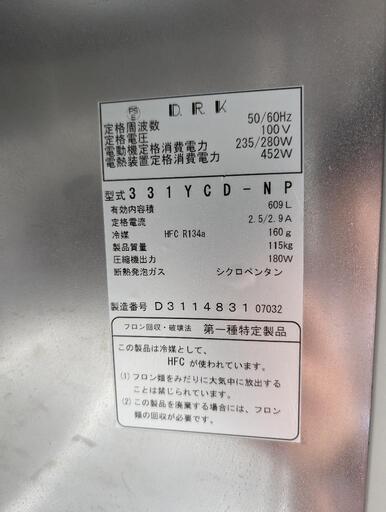 PS E D.R.K
定格周波数 50/60Hz
定格電圧 100V
電動機定格消費電力 235/280W
電熱装置定格消費電力 452W
型式 331YCD-NP
有効内容積 609L
定格電流 2.5/2.9A
冷媒 HFC R134a 160g
製品質量 115kg
圧縮機出力 180W
断熱発泡ガス シクロペンタン
製造番号 D3114831 07032
フロン回収・破壊法 第一種特定製品
この製品は冷媒として、
HFC が使われています。
(1) フロン類をみだりに大気中に放出する
ことは禁じられています。
(2) この製品を廃棄する場合には、フロン
類の回収が必要です。